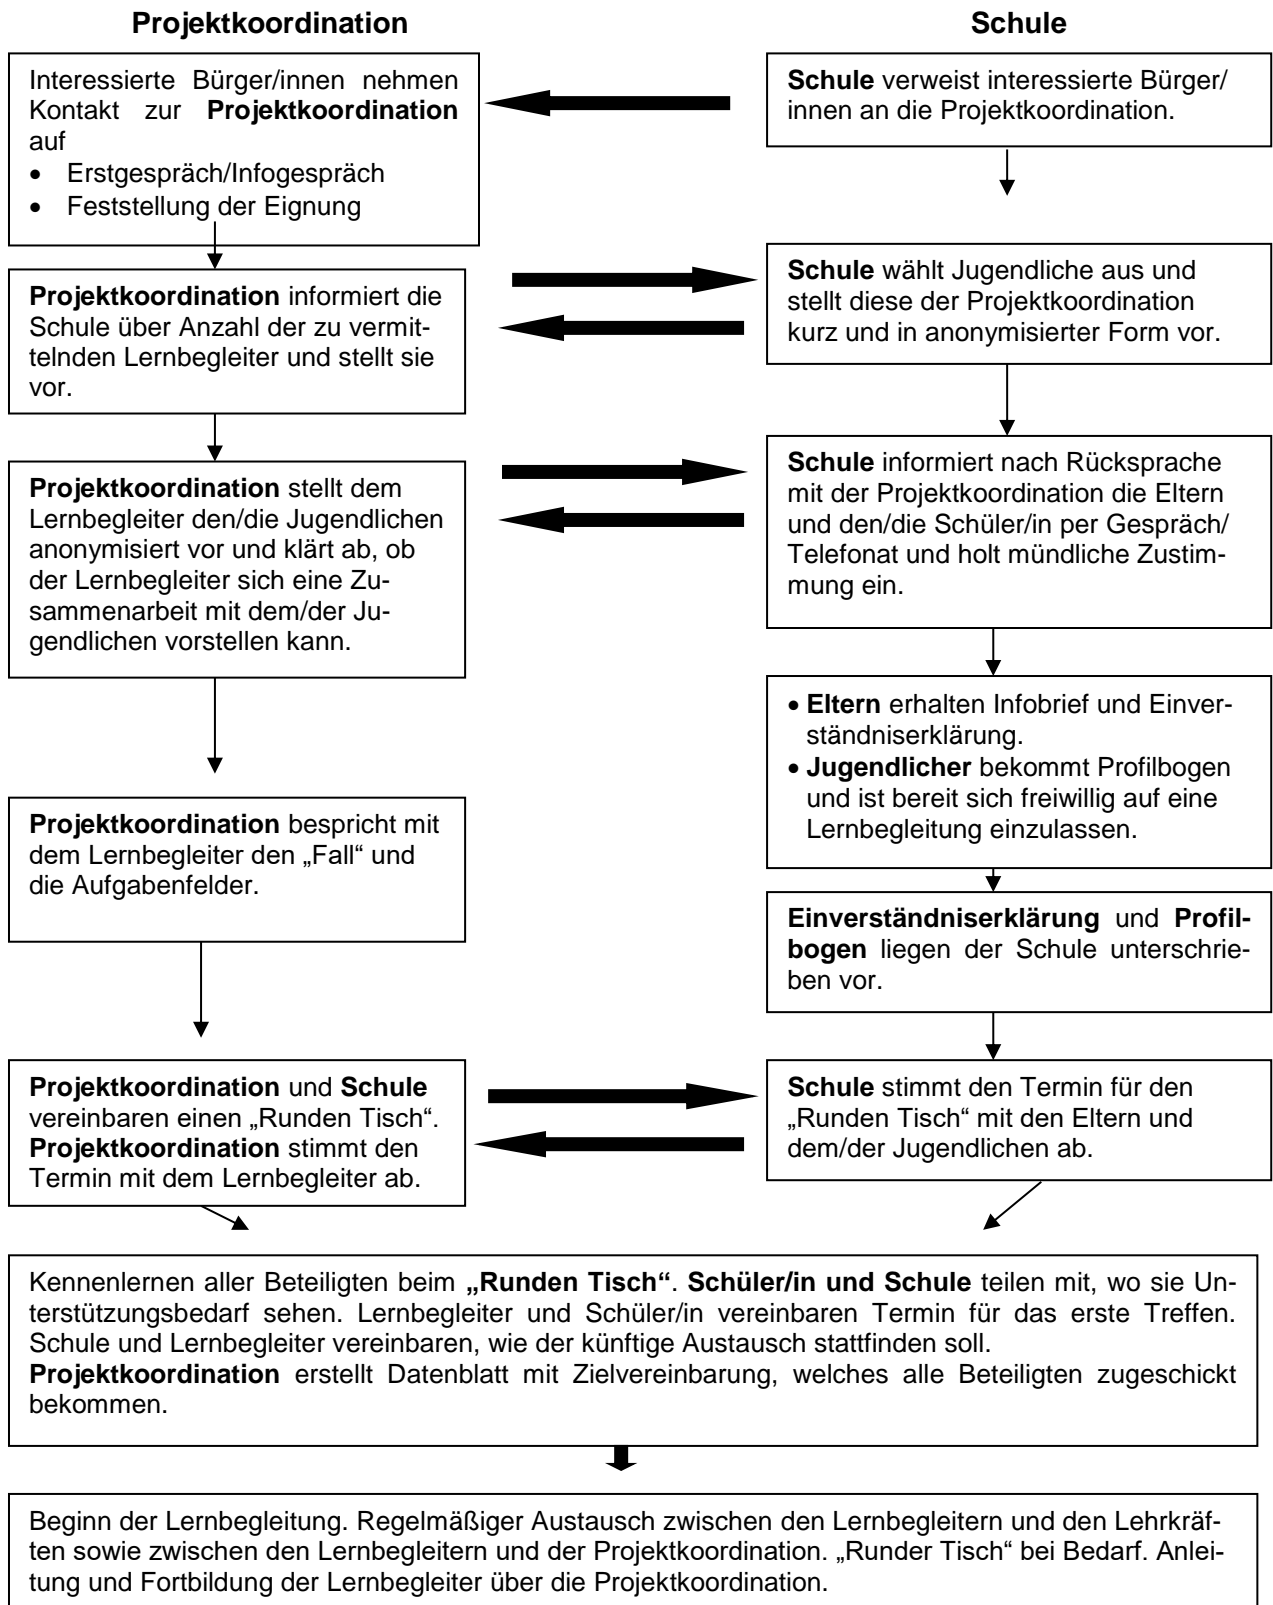 Projektkoordination
Interessierte Bürger/innen nehmen
Kontakt zur Projektkoordination
auf
• Erstgespräch/Infogespräch
• Feststellung der Eignung
Projektkoordination informiert die
Schule über Anzahl der zu vermit-
telnden Lernbegleiter und stellt sie
vor.
Projektkoordination stellt dem
Lernbegleiter den/die Jugendlichen
anonymisiert vor und klärt ab, ob
der Lernbegleiter sich eine Zu-
sammenarbeit mit dem/der Ju-
gendlichen vorstellen kann.
Projektkoordination bespricht mit
dem Lernbegleiter den „Fall“ und
die Aufgabenfelder.
Projektkoordination und Schule
vereinbaren einen „Runden Tisch“.
Projektkoordination stimmt den
Termin mit dem Lernbegleiter ab.
Schule
Schule verweist interessierte Bürger/
innen an die Projektkoordination.
Schule wählt Jugendliche aus und
stellt diese der Projektkoordination
kurz und in anonymisierter Form vor.
Schule informiert nach Rücksprache
mit der Projektkoordination die Eltern
und den/die Schüler/in per Gespräch/
Telefonat und holt mündliche Zustim-
mung ein.
• Eltern erhalten Infobrief und Einver-
ständniserklärung.
• Jugendlicher bekommt Profilbogen
und ist bereit sich freiwillig auf eine
Lernbegleitung einzulassen.
Einverständniserklärung und Profil-
bogen liegen der Schule unterschrie-
ben vor.
Schule stimmt den Termin für den
„Runden Tisch“ mit den Eltern und
dem/der Jugendlichen ab.
Kennenlernen aller Beteiligten beim „Runden Tisch“. Schüler/in und Schule teilen mit, wo sie Un-
terstützungsbedarf sehen. Lernbegleiter und Schüler/in vereinbaren Termin für das erste Treffen.
Schule und Lernbegleiter vereinbaren, wie der künftige Austausch stattfinden soll.
Projektkoordination erstellt Datenblatt mit Zielvereinbarung, welches alle Beteiligten zugeschickt
bekommen.
Beginn der Lernbegleitung. Regelmäßiger Austausch zwischen den Lernbegleitern und den Lehrkräf-
ten sowie zwischen den Lernbegleitern und der Projektkoordination. „Runder Tisch“ bei Bedarf. Anlei-
tung und Fortbildung der Lernbegleiter über die Projektkoordination.